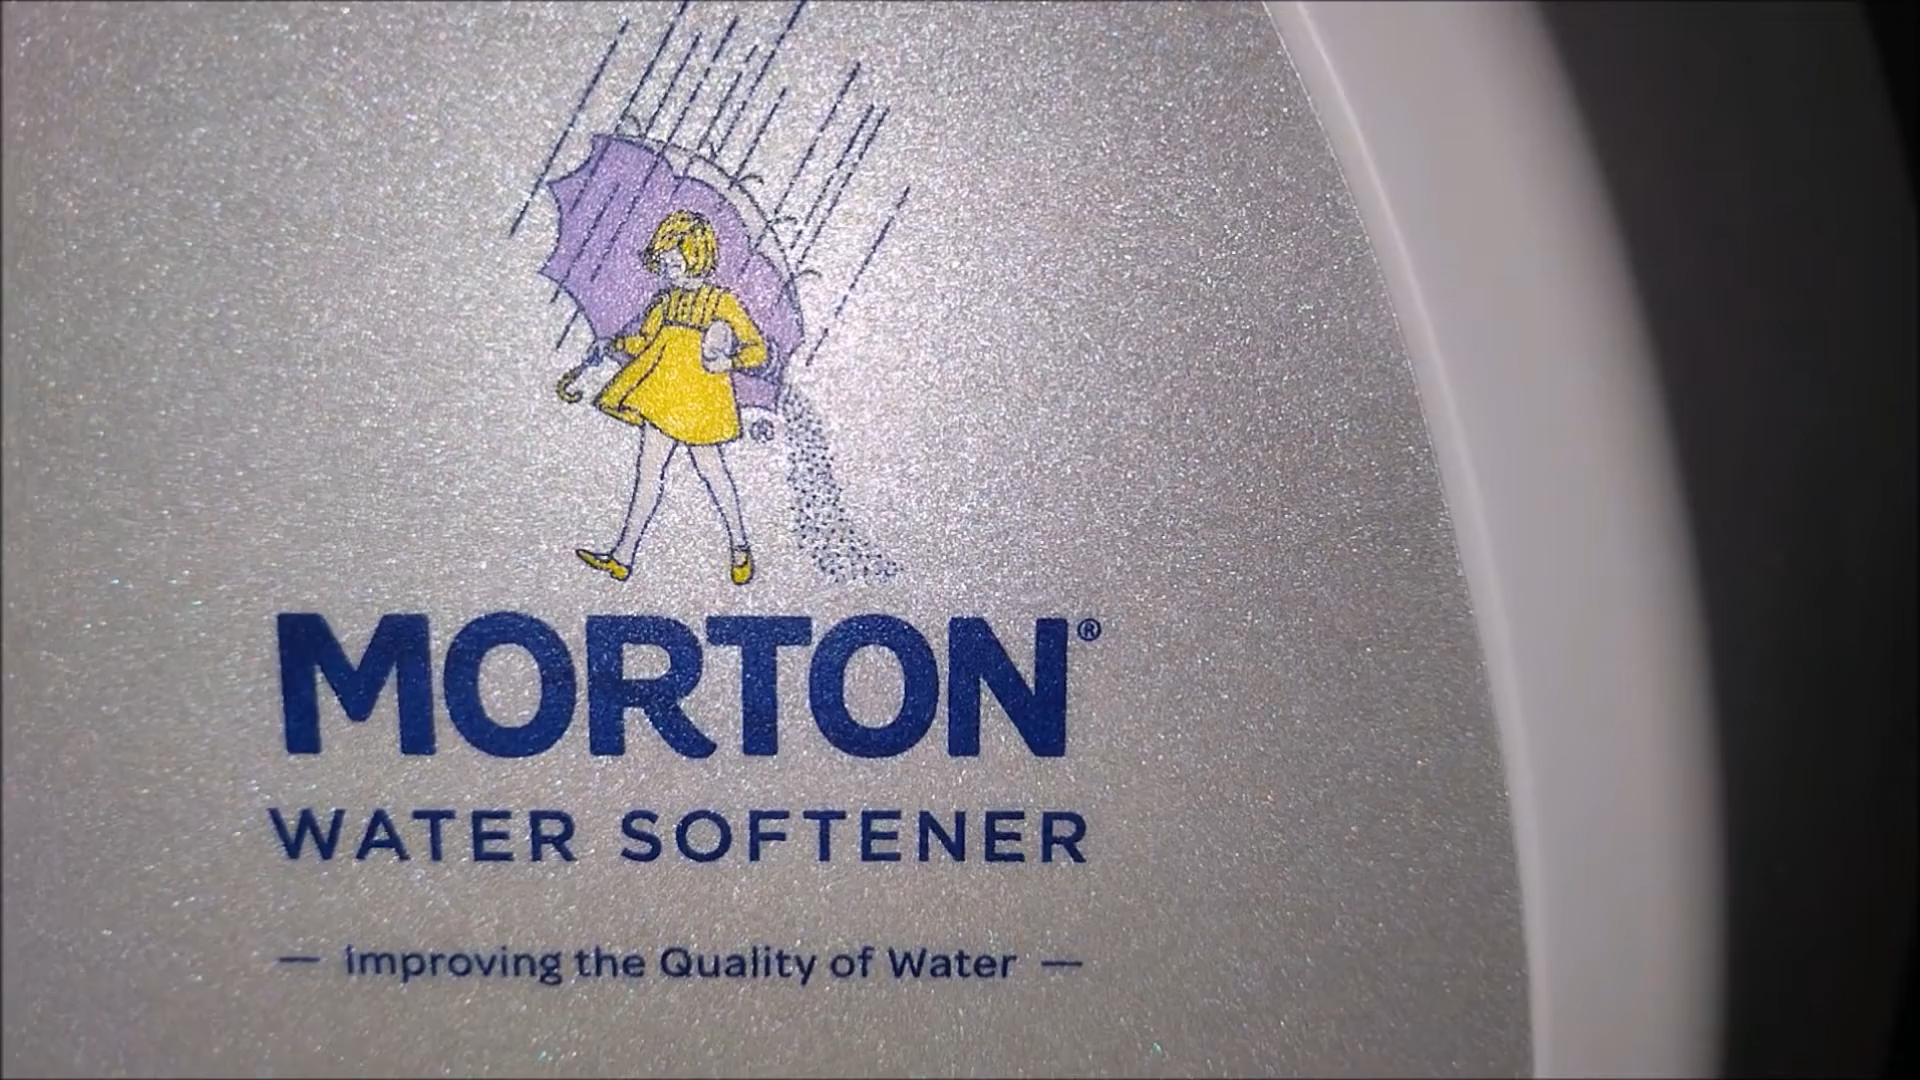 ®
MORTON®
WATER SOFTENER
— Improving the Quality of Water —